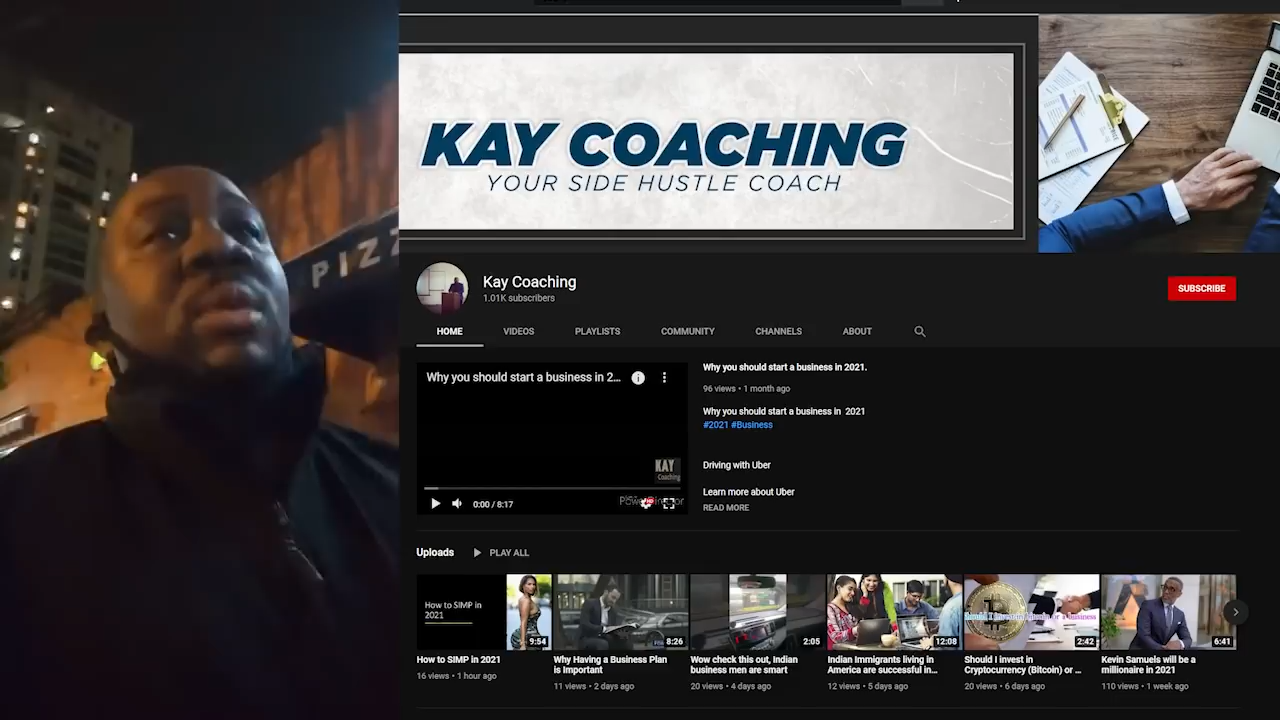 PIZZ
KAY COACHING
YOUR SIDE HUSTLE COACH
Kay Coaching
1.01K subscribers
SUBSCRIBE
HOME VIDEOS PLAYLISTS COMMUNITY CHANNELS ABOUT
Why you should start a business in 2...
KAY
Coaching
0:00 / 8:17
Why you should start a business in 2021.
96 views • 1 month ago
Why you should start a business in 2021
#2021 #Business
Driving with Uber
Learn more about Uber
READ MORE
Uploads PLAY ALL
How to SIMP in
2021
9:54
8:26
2:05
12:08
2:42
6:41
How to SIMP in 2021
16 views • 1 hour ago
Why Having a Business Plan
is Important
11 views • 2 days ago
Wow check this out, Indian
business men are smart
20 views • 4 days ago
Indian Immigrants living in
America are successful in...
12 views • 5 days ago
Should I invest in
Cryptocurrency (Bitcoin) or ...
20 views • 6 days ago
Kevin Samuels will be a
millionaire in 2021
110 views • 1 week ago